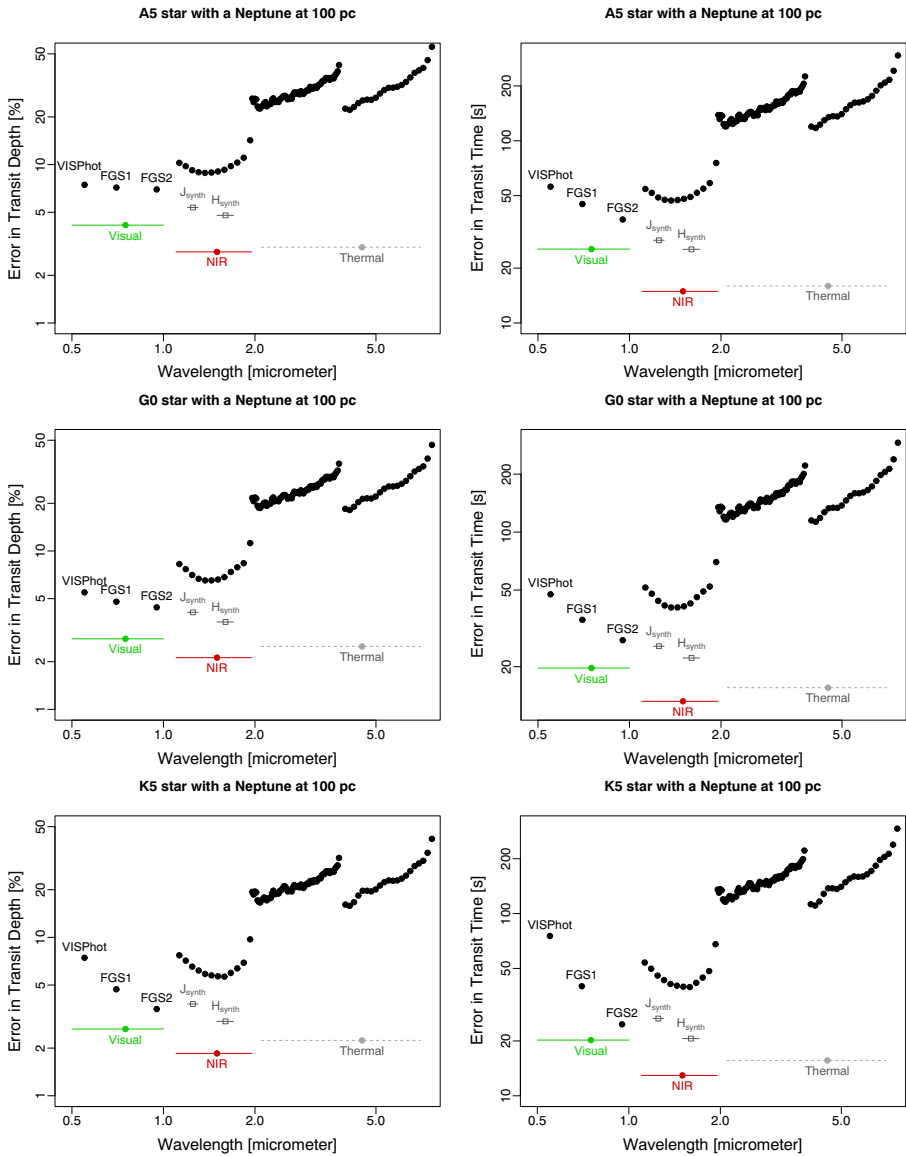 A5 star with a Neptune at 100 pc
Error in Transit Depth [%]
50
20
10
5
2
1
VISPhot
FGS1
FGS2
Jsynth
Hsynth
Visual
NIR
Thermal
0.5 1.0 2.0 5.0
Wavelength [micrometer]
A5 star with a Neptune at 100 pc
Error in Transit Time [s]
200
100
50
20
10
VISPhot
FGS1
FGS2
Jsynth
Hsynth
Visual
NIR
Thermal
0.5 1.0 2.0 5.0
Wavelength [micrometer]
G0 star with a Neptune at 100 pc
Error in Transit Depth [%]
50
20
10
5
2
1
VISPhot
FGS1
FGS2
Jsynth
Hsynth
Visual
NIR
Thermal
0.5 1.0 2.0 5.0
Wavelength [micrometer]
G0 star with a Neptune at 100 pc
Error in Transit Time [s]
200
100
50
20
VISPhot
FGS1
FGS2
Jsynth
Hsynth
Visual
NIR
Thermal
0.5 1.0 2.0 5.0
Wavelength [micrometer]
K5 star with a Neptune at 100 pc
Error in Transit Depth [%]
50
20
10
5
2
1
VISPhot
FGS1
FGS2
Jsynth
Hsynth
Visual
NIR
Thermal
0.5 1.0 2.0 5.0
Wavelength [micrometer]
K5 star with a Neptune at 100 pc
Error in Transit Time [s]
200
100
50
20
10
VISPhot
FGS1
FGS2
Jsynth
Hsynth
Visual
NIR
Thermal
0.5 1.0 2.0 5.0
Wavelength [micrometer]